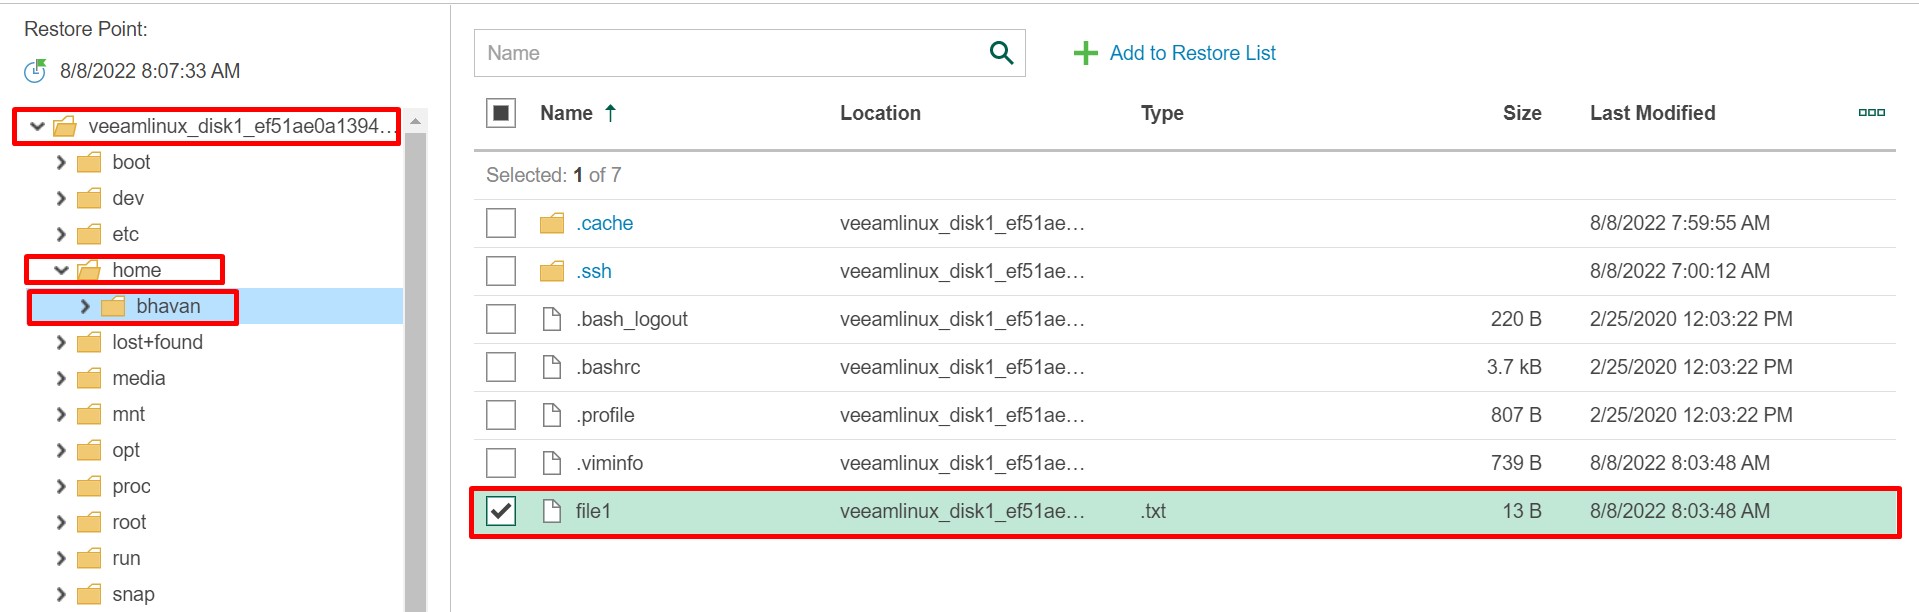 Restore Point:
8/8/2022 8:07:33 AM
veeamlinux_disk1_ef51ae0a1394...
boot
dev
etc
home
bhavan
lost+found
media
mnt
opt
proc
root
run
snap
Name
Add to Restore List
Name Location Type Size Last Modified
Selected: 1 of 7
.cache veeamlinux_disk1_ef51ae... 8/8/2022 7:59:55 AM
.ssh veeamlinux_disk1_ef51ae... 8/8/2022 7:00:12 AM
.bash_logout veeamlinux_disk1_ef51ae... 220 B 2/25/2020 12:03:22 PM
.bashrc veeamlinux_disk1_ef51ae... 3.7 kB 2/25/2020 12:03:22 PM
.profile veeamlinux_disk1_ef51ae... 807 B 2/25/2020 12:03:22 PM
.viminfo veeamlinux_disk1_ef51ae... 739 B 8/8/2022 8:03:48 AM
file1 veeamlinux_disk1_ef51ae... .txt 13 B 8/8/2022 8:03:48 AM